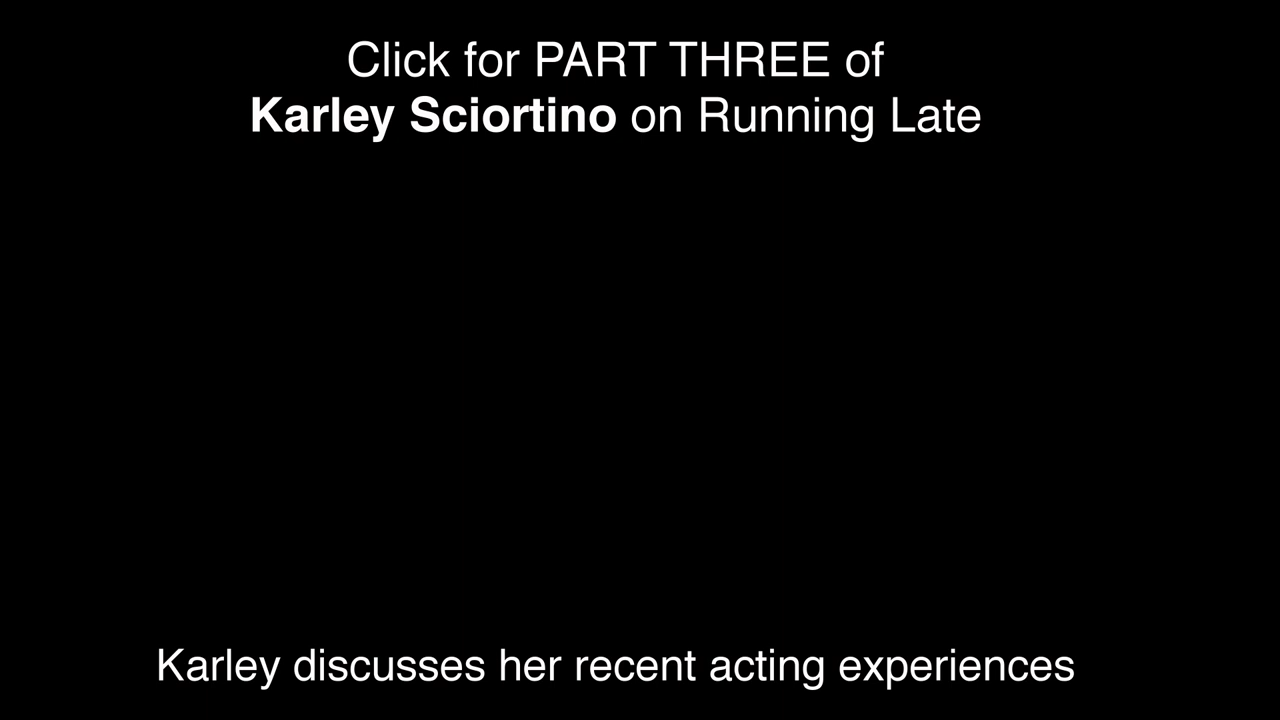 Click for PART THREE of
Karley Sciortino on Running Late
Karley discusses her recent acting experiences